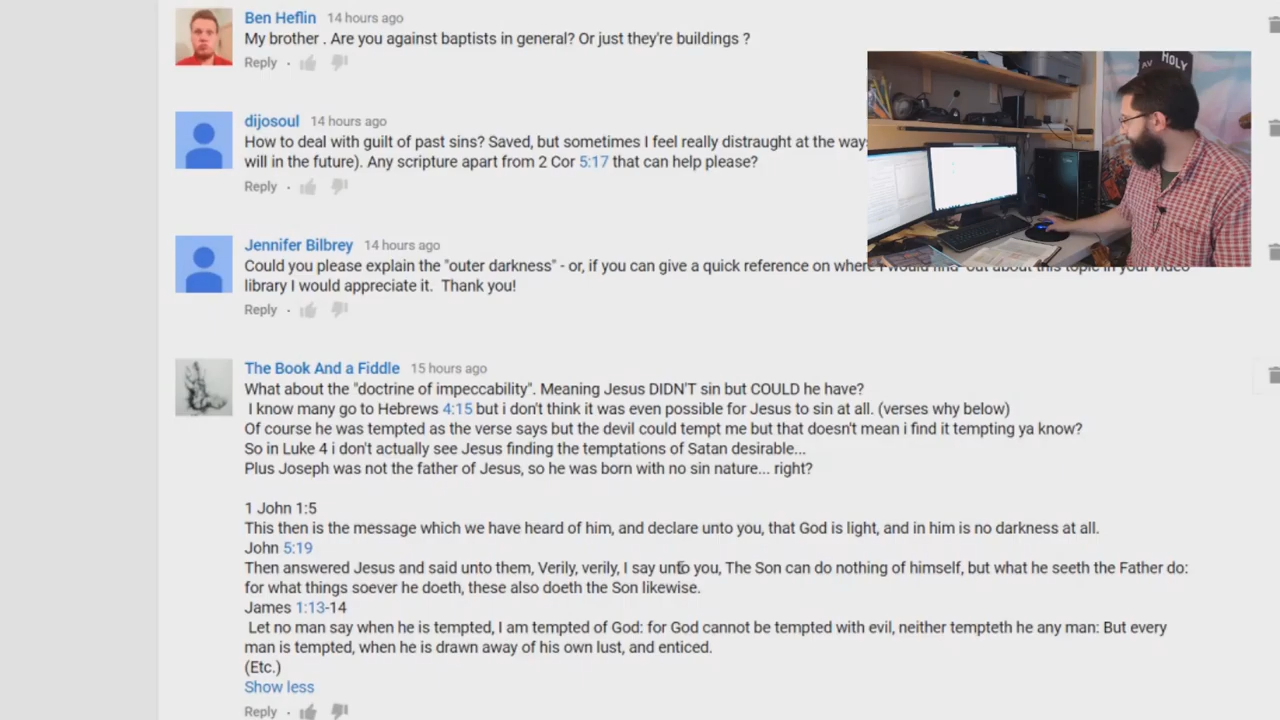 Ben Heflin 14 hours ago
My brother . Are you against baptists in general? Or just they're buildings ?
Reply ·
dijosoul 14 hours ago
How to deal with guilt of past sins? Saved, but sometimes I feel really distraught at the way
will in the future). Any scripture apart from 2 Cor 5:17 that can help please?
Reply ·
Jennifer Bilbrey 14 hours ago
Could you please explain the "outer darkness" - or, if you can give a quick reference on where I would find out about this topic in your video
library I would appreciate it. Thank you!
Reply ·
The Book And a Fiddle 15 hours ago
What about the "doctrine of impeccability". Meaning Jesus DIDN'T sin but COULD he have?
I know many go to Hebrews 4:15 but i don't think it was even possible for Jesus to sin at all. (verses why below)
Of course he was tempted as the verse says but the devil could tempt me but that doesn't mean i find it tempting ya know?
So in Luke 4 i don't actually see Jesus finding the temptations of Satan desirable...
Plus Joseph was not the father of Jesus, so he was born with no sin nature... right?
1 John 1:5
This then is the message which we have heard of him, and declare unto you, that God is light, and in him is no darkness at all.
John 5:19
Then answered Jesus and said unto them, Verily, verily, I say unto you, The Son can do nothing of himself, but what he seeth the Father do:
for what things soever he doeth, these also doeth the Son likewise.
James 1:13-14
Let no man say when he is tempted, I am tempted of God: for God cannot be tempted with evil, neither tempteth he any man: But every
man is tempted, when he is drawn away of his own lust, and enticed.
(Etc.)
Show less
Reply ·
AV
HOLY